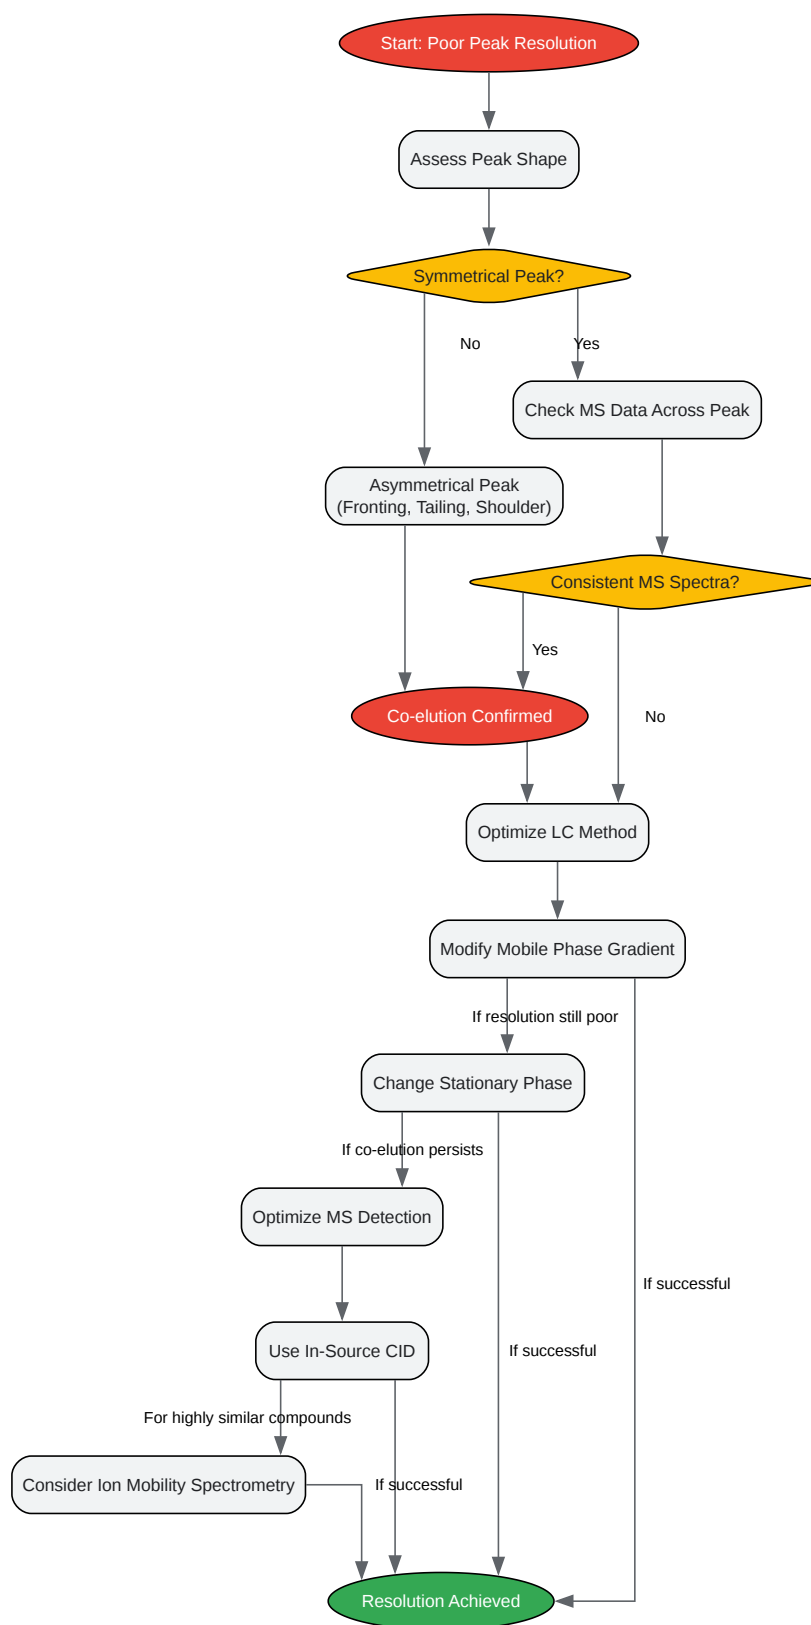 Start: Poor Peak Resolution
Assess Peak Shape
Symmetrical Peak?
No
Yes
Check MS Data Across Peak
Asymmetrical Peak
(Fronting, Tailing, Shoulder)
Consistent MS Spectra?
Yes
Co-elution Confirmed
No
Optimize LC Method
Modify Mobile Phase Gradient
If resolution still poor
Change Stationary Phase
If co-elution persists
Optimize MS Detection
If successful
Use In-Source CID
If successful
For highly similar compounds
Consider Ion Mobility Spectrometry
If successful
Resolution Achieved